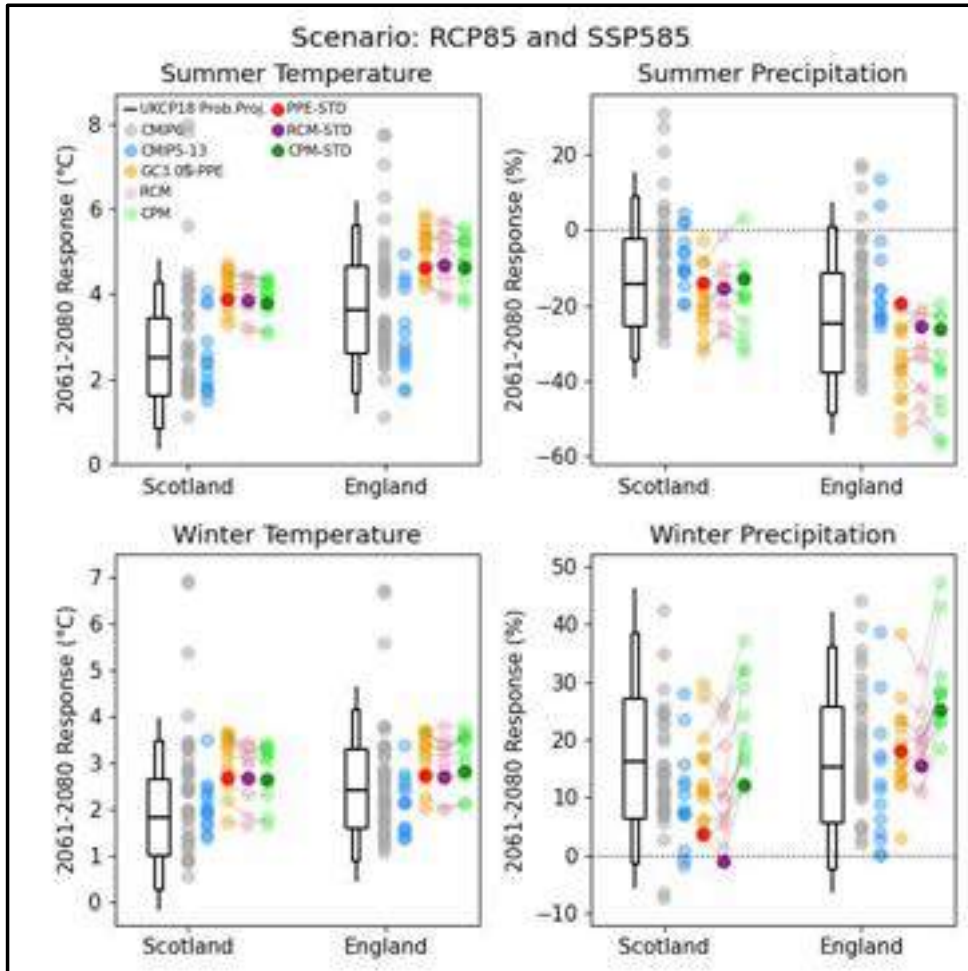 Scenario: RCP85 and SSP585
Summer Temperature
Summer Precipitation
2061-2080 Response (°C)
8
6
4
2
0
UKCP18 Prob.Proj.
CMIP6
CMIP5-13
GC3.05-PPE
RCM
CPM
PPE-STD
RCM-STD
CPM-STD
Scotland
England
2061-2080 Response (%)
20
0
−20
−40
−60
Scotland
England
Winter Temperature
Winter Precipitation
2061-2080 Response (°C)
7
6
5
4
3
2
1
0
Scotland
England
2061-2080 Response (%)
50
40
30
20
10
0
−10
Scotland
England